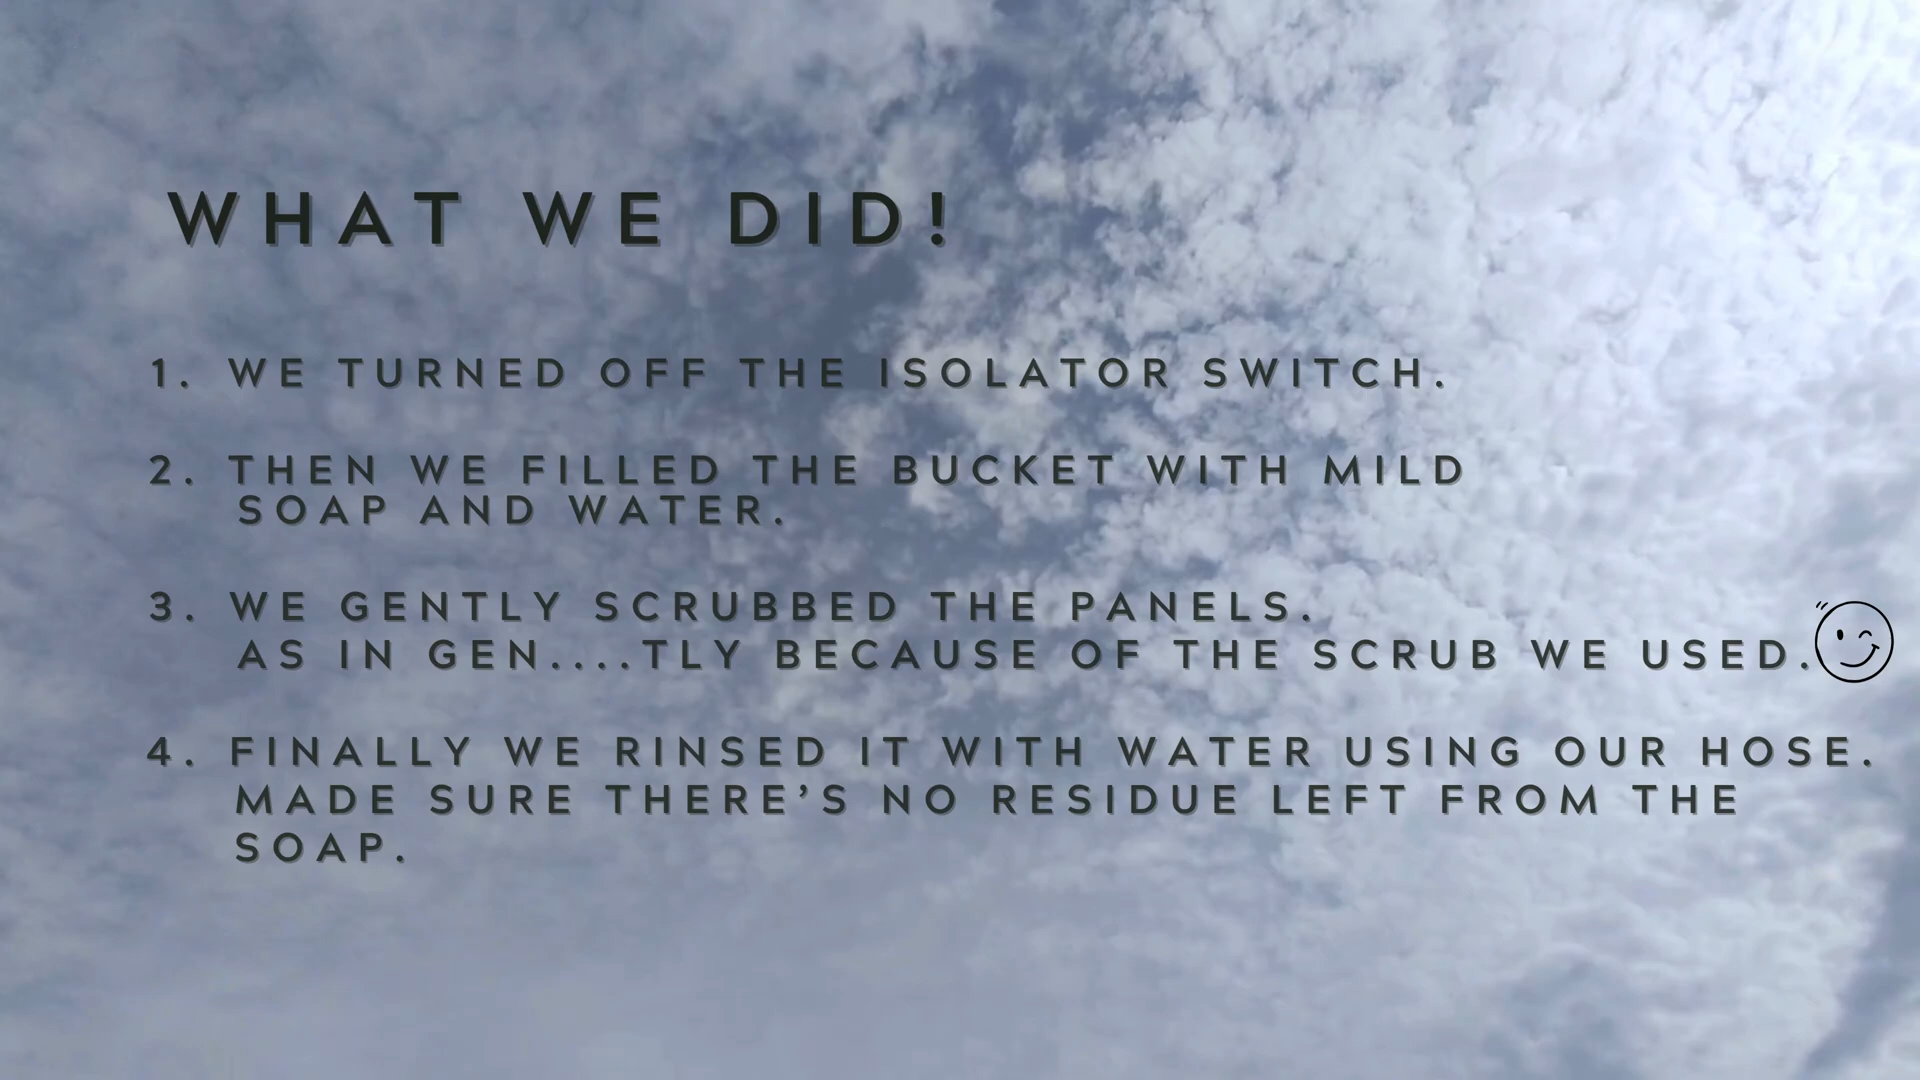 WHAT WE DID!
1. WE TURNED OFF THE ISOLATOR SWITCH.
2. THEN WE FILLED THE BUCKET WITH MILD
SOAP AND WATER.
3. WE GENTLY SCRUBBED THE PANELS.
AS IN GEN....TLY BECAUSE OF THE SCRUB WE USED.
4. FINALLY WE RINSED IT WITH WATER USING OUR HOSE.
MADE SURE THERE’S NO RESIDUE LEFT FROM THE
SOAP.